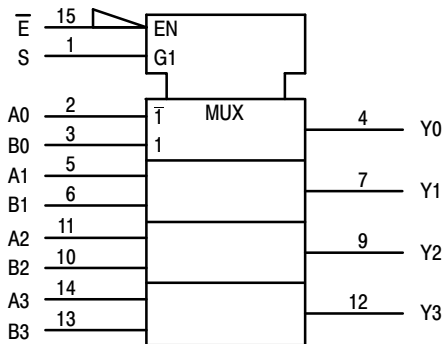 E̅ 15 EN
S 1 G1
MUX
A0 2 1̅ 4 Y0
B0 3 1
A1 5 7 Y1
B1 6
A2 11 9 Y2
B2 10
A3 14 12 Y3
B3 13